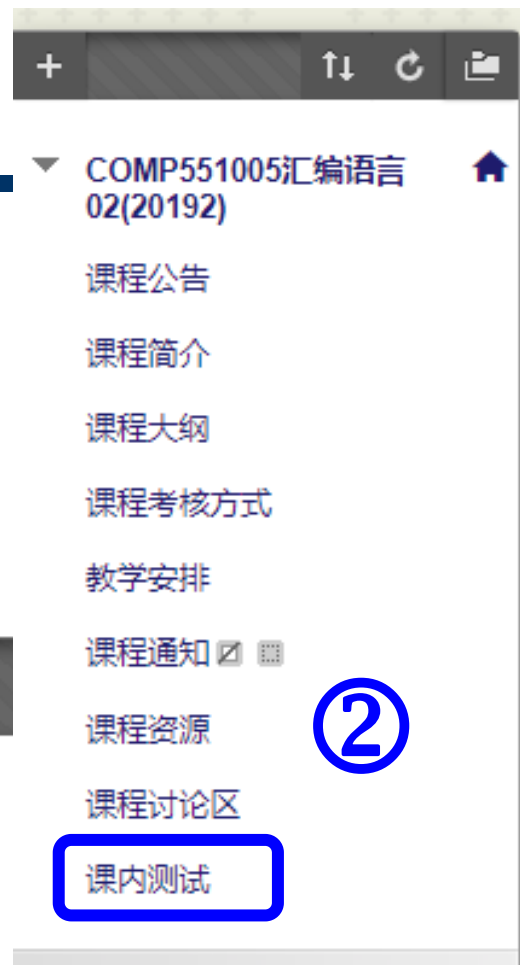 COMP551005汇编语言
02(20192)
课程公告
课程简介
课程大纲
课程考核方式
教学安排
课程通知
课程资源
②
课程讨论区
课内测试